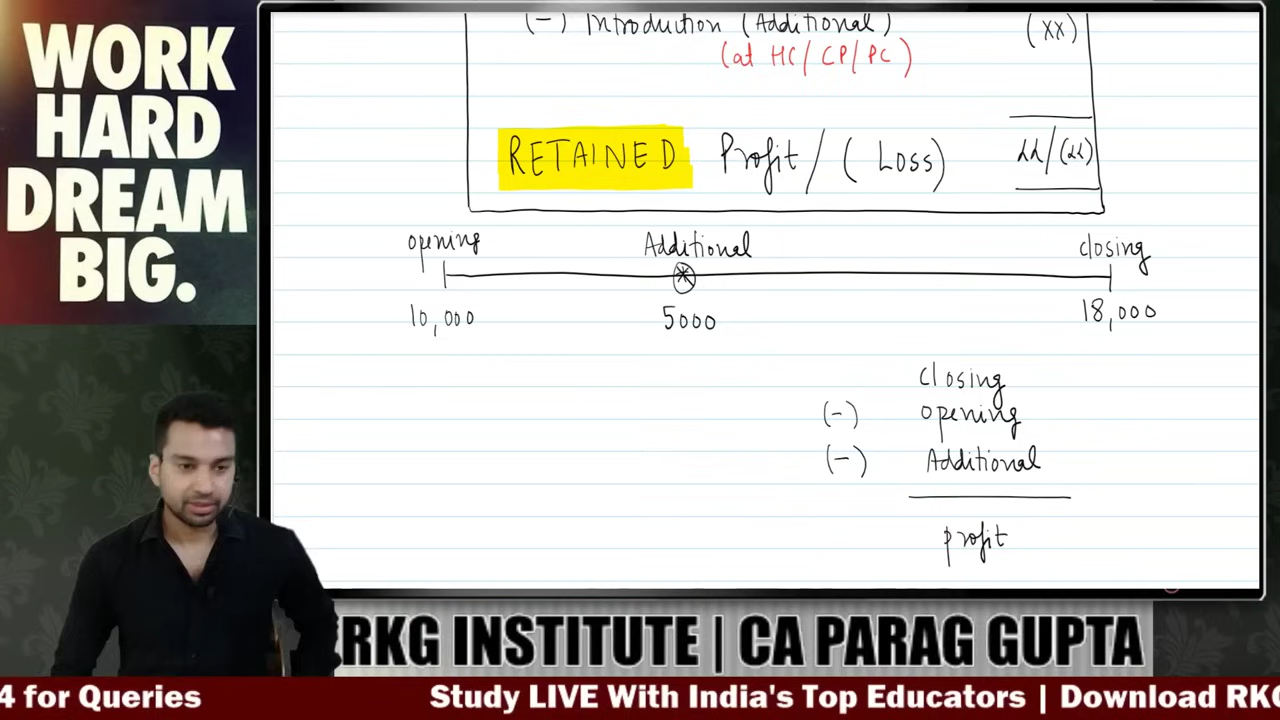 WORK
HARD
DREAM
BIG.
(-) Introduction (Additional) (xx)
(at HC/ CP/ PC)
RETAINED Profit / ( Loss)
opening Additional closing
10,000 5000 18,000
closing
(-) opening
(-) Additional
profit
RKG INSTITUTE | CA PARAG GUPTA
4 for Queries Study LIVE With India's Top Educators | Download RKG